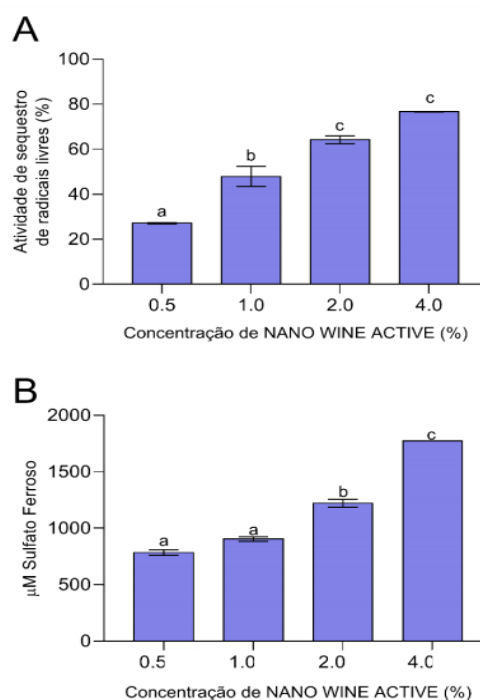 A
Atividade de sequestro
de radicais livres (%)
100
80
60
40
20
0
a
b
c
c
0.5 1.0 2.0 4.0
Concentração de NANO WINE ACTIVE (%)
B
µM Sulfato Ferroso
2000
1500
1000
500
0
a
a
b
c
0.5 1.0 2.0 4.0
Concentração de NANO WINE ACTIVE (%)